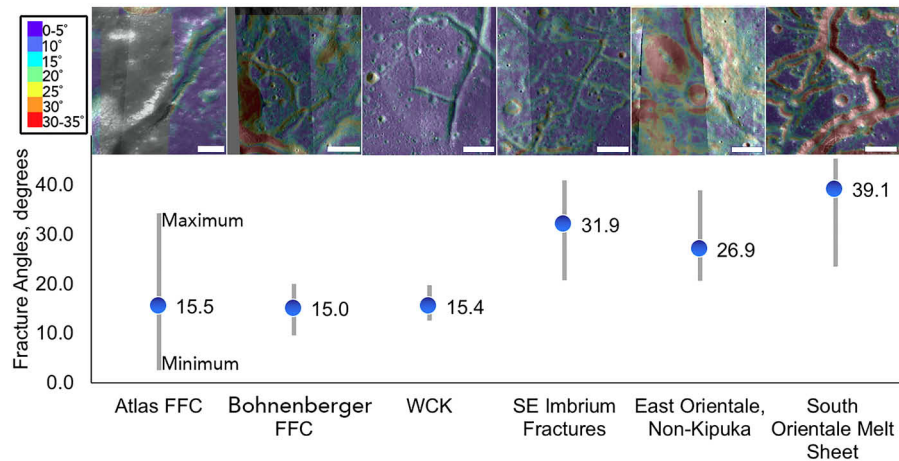 0-5°
10°
15°
20°
25°
30°
30-35°
Fracture Angles, degrees
40.0
30.0
20.0
10.0
0.0
Maximum
Minimum
15.5
15.0
15.4
31.9
26.9
39.1
Atlas FFC
Bohnenberger
FFC
WCK
SE Imbrium
Fractures
East Orientale,
Non-Kipuka
South
Orientale Melt
Sheet